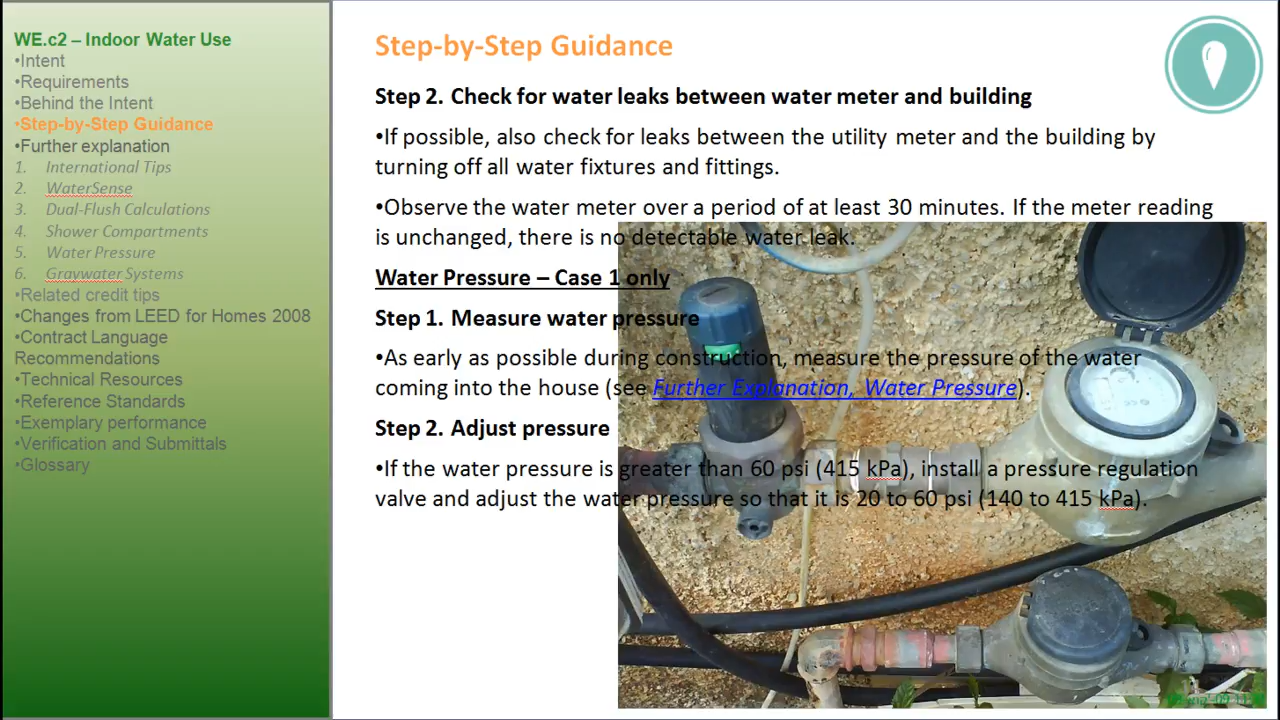 WE.c2 – Indoor Water Use
•Intent
•Requirements
•Behind the Intent
•Step-by-Step Guidance
•Further explanation
1. International Tips
2. WaterSense
3. Dual-Flush Calculations
4. Shower Compartments
5. Water Pressure
6. Graywater Systems
•Related credit tips
•Changes from LEED for Homes 2008
•Contract Language
Recommendations
•Technical Resources
•Reference Standards
•Exemplary performance
•Verification and Submittals
•Glossary
Step-by-Step Guidance
Step 2. Check for water leaks between water meter and building
•If possible, also check for leaks between the utility meter and the building by
turning off all water fixtures and fittings.
•Observe the water meter over a period of at least 30 minutes. If the meter reading
is unchanged, there is no detectable water leak.
Water Pressure – Case 1 only
Step 1. Measure water pressure
•As early as possible during construction, measure the pressure of the water
coming into the house (see Further Explanation, Water Pressure).
Step 2. Adjust pressure
•If the water pressure is greater than 60 psi (415 kPa), install a pressure regulation
valve and adjust the water pressure so that it is 20 to 60 psi (140 to 415 kPa).